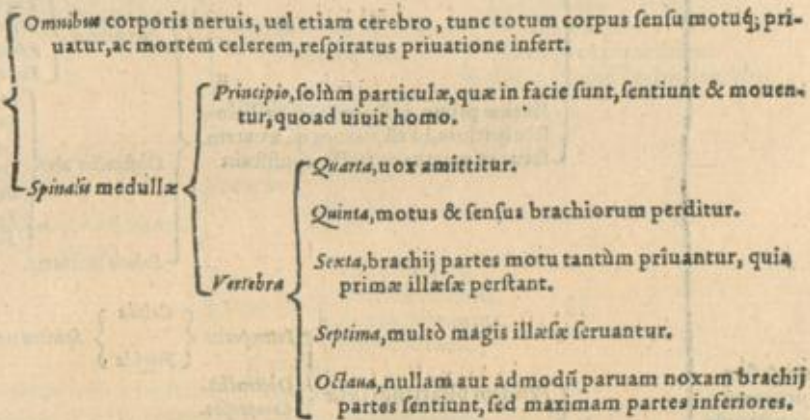 Omnibus corporis neruis, uel etiam cerebro, tunc totum corpus ſenſu motuq́; pri-
uatur, ac mortem celerem, reſpiratus priuatione infert.
Principio, ſolùm particulæ, quæ in facie ſunt, ſentiunt & mouen-
tur, quoad uiuit homo.
Spinalis medullæ
Quarta, uox amittitur.
Quinta, motus & ſenſus brachiorum perditur.
Sexta, brachij partes motu tantùm priuantur, quia
primæ illæſæ perſtant.
Vertebra
Septima, multò magis illæſæ ſeruantur.
Octaua, nullam aut admodũ paruam noxam brachij
partes ſentiunt, ſed maximam partes inferiores.